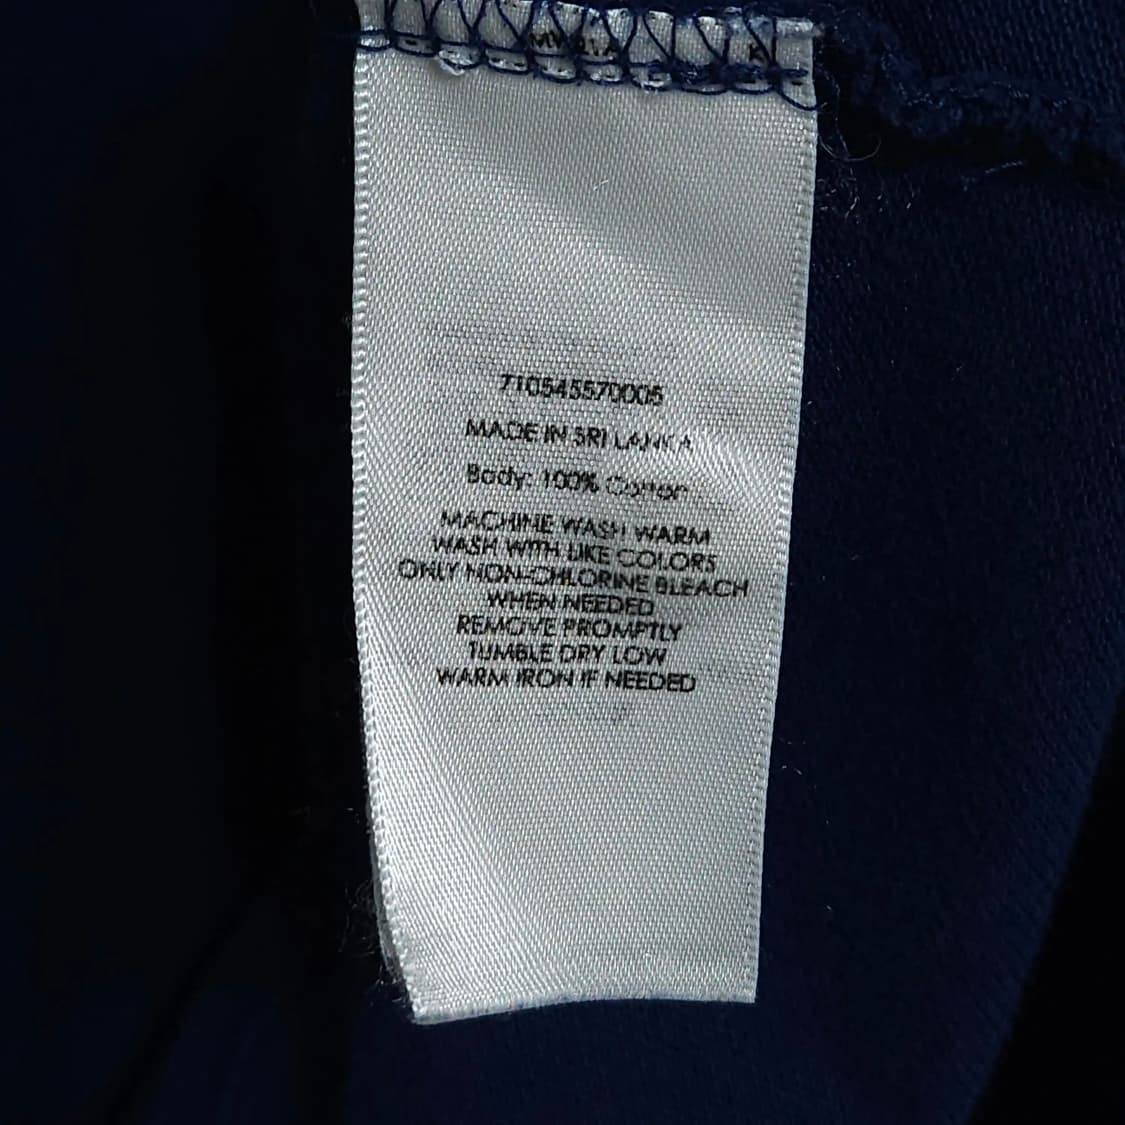 710545570005
MADE IN SRI LANKA
Body: 100% Cotton
MACHINE WASH WARM
WASH WITH LIKE COLORS
ONLY NON-CHLORINE BLEACH
WHEN NEEDED
REMOVE PROMPTLY
TUMBLE DRY LOW
WARM IRON IF NEEDED